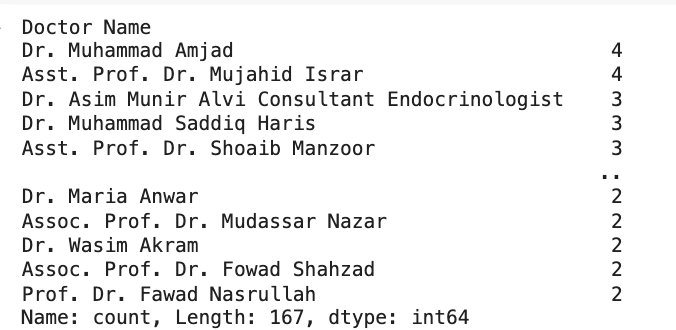 Doctor Name
Dr. Muhammad Amjad 4
Asst. Prof. Dr. Mujahid Israr 4
Dr. Asim Munir Alvi Consultant Endocrinologist 3
Dr. Muhammad Saddiq Haris 3
Asst. Prof. Dr. Shoaib Manzoor 3
..
Dr. Maria Anwar 2
Assoc. Prof. Dr. Mudassar Nazar 2
Dr. Wasim Akram 2
Assoc. Prof. Dr. Fowad Shahzad 2
Prof. Dr. Fawad Nasrullah 2
Name: count, Length: 167, dtype: int64